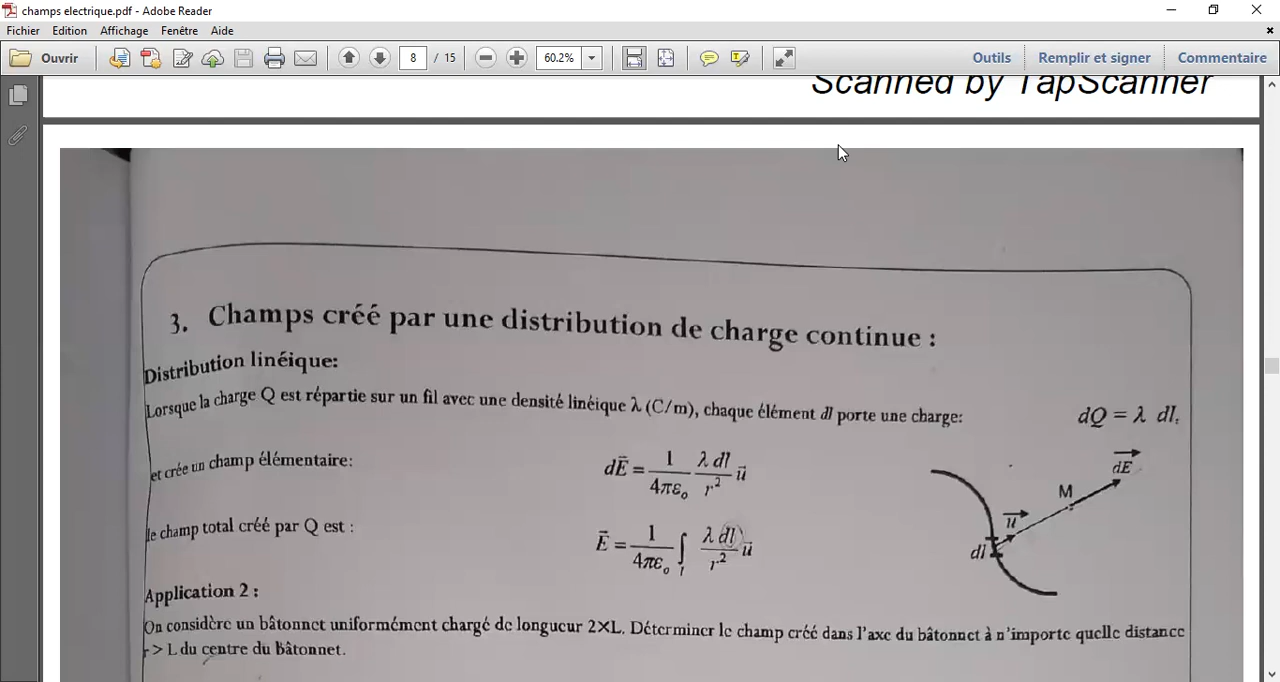 champs electrique.pdf - Adobe Reader
Fichier Edition Affichage Fenêtre Aide
Ouvrir 8 / 15 60.2% Outils Remplir et signer Commentaire
Scanned by TapScanner
3. Champs créé par une distribution de charge continue :
Distribution linéique:
Lorsque la charge Q est répartie sur un fil avec une densité linéique λ (C/m), chaque élément dl porte une charge: dQ = λ dl,
et crée un champ élémentaire: dE⃗ = 1/4πε₀ λ dl/r² u⃗
le champ total créé par Q est : E⃗ = 1/4πε₀ ∫l λ dl/r² u⃗
dE⃗
M
u⃗
dl
Application 2 :
On considère un bâtonnet uniformément chargé de longueur 2×L. Déterminer le champ créé dans l'axe du bâtonnet à n'importe quelle distance
r > L du centre du bâtonnet.